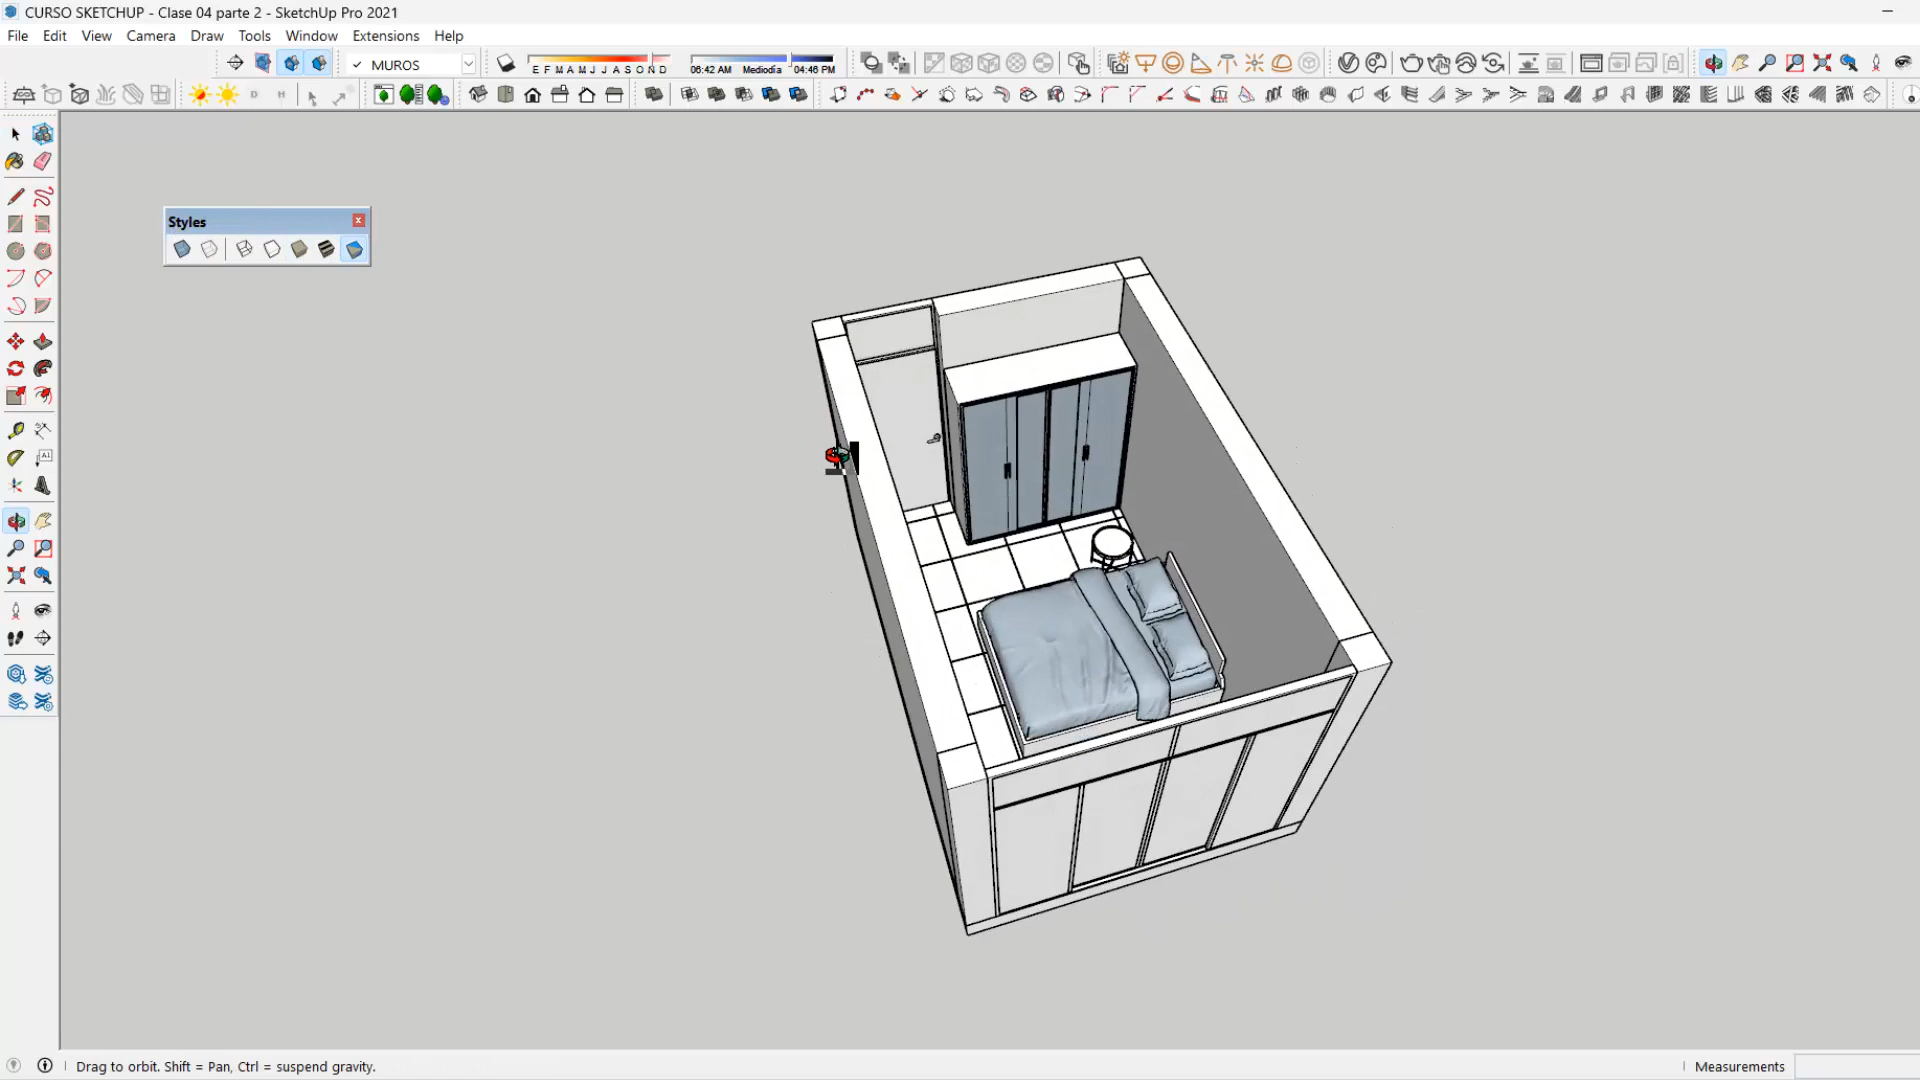 CURSO SKETCHUP - Clase 04 parte 2 - SketchUp Pro 2021
File Edit View Camera Draw Tools Window Extensions Help
✓ MUROS
E F M A M J J A S O N D
06:42 AM Mediodía 04:46 PM
D H
Styles
A1
Drag to orbit. Shift = Pan, Ctrl = suspend gravity.
Measurements